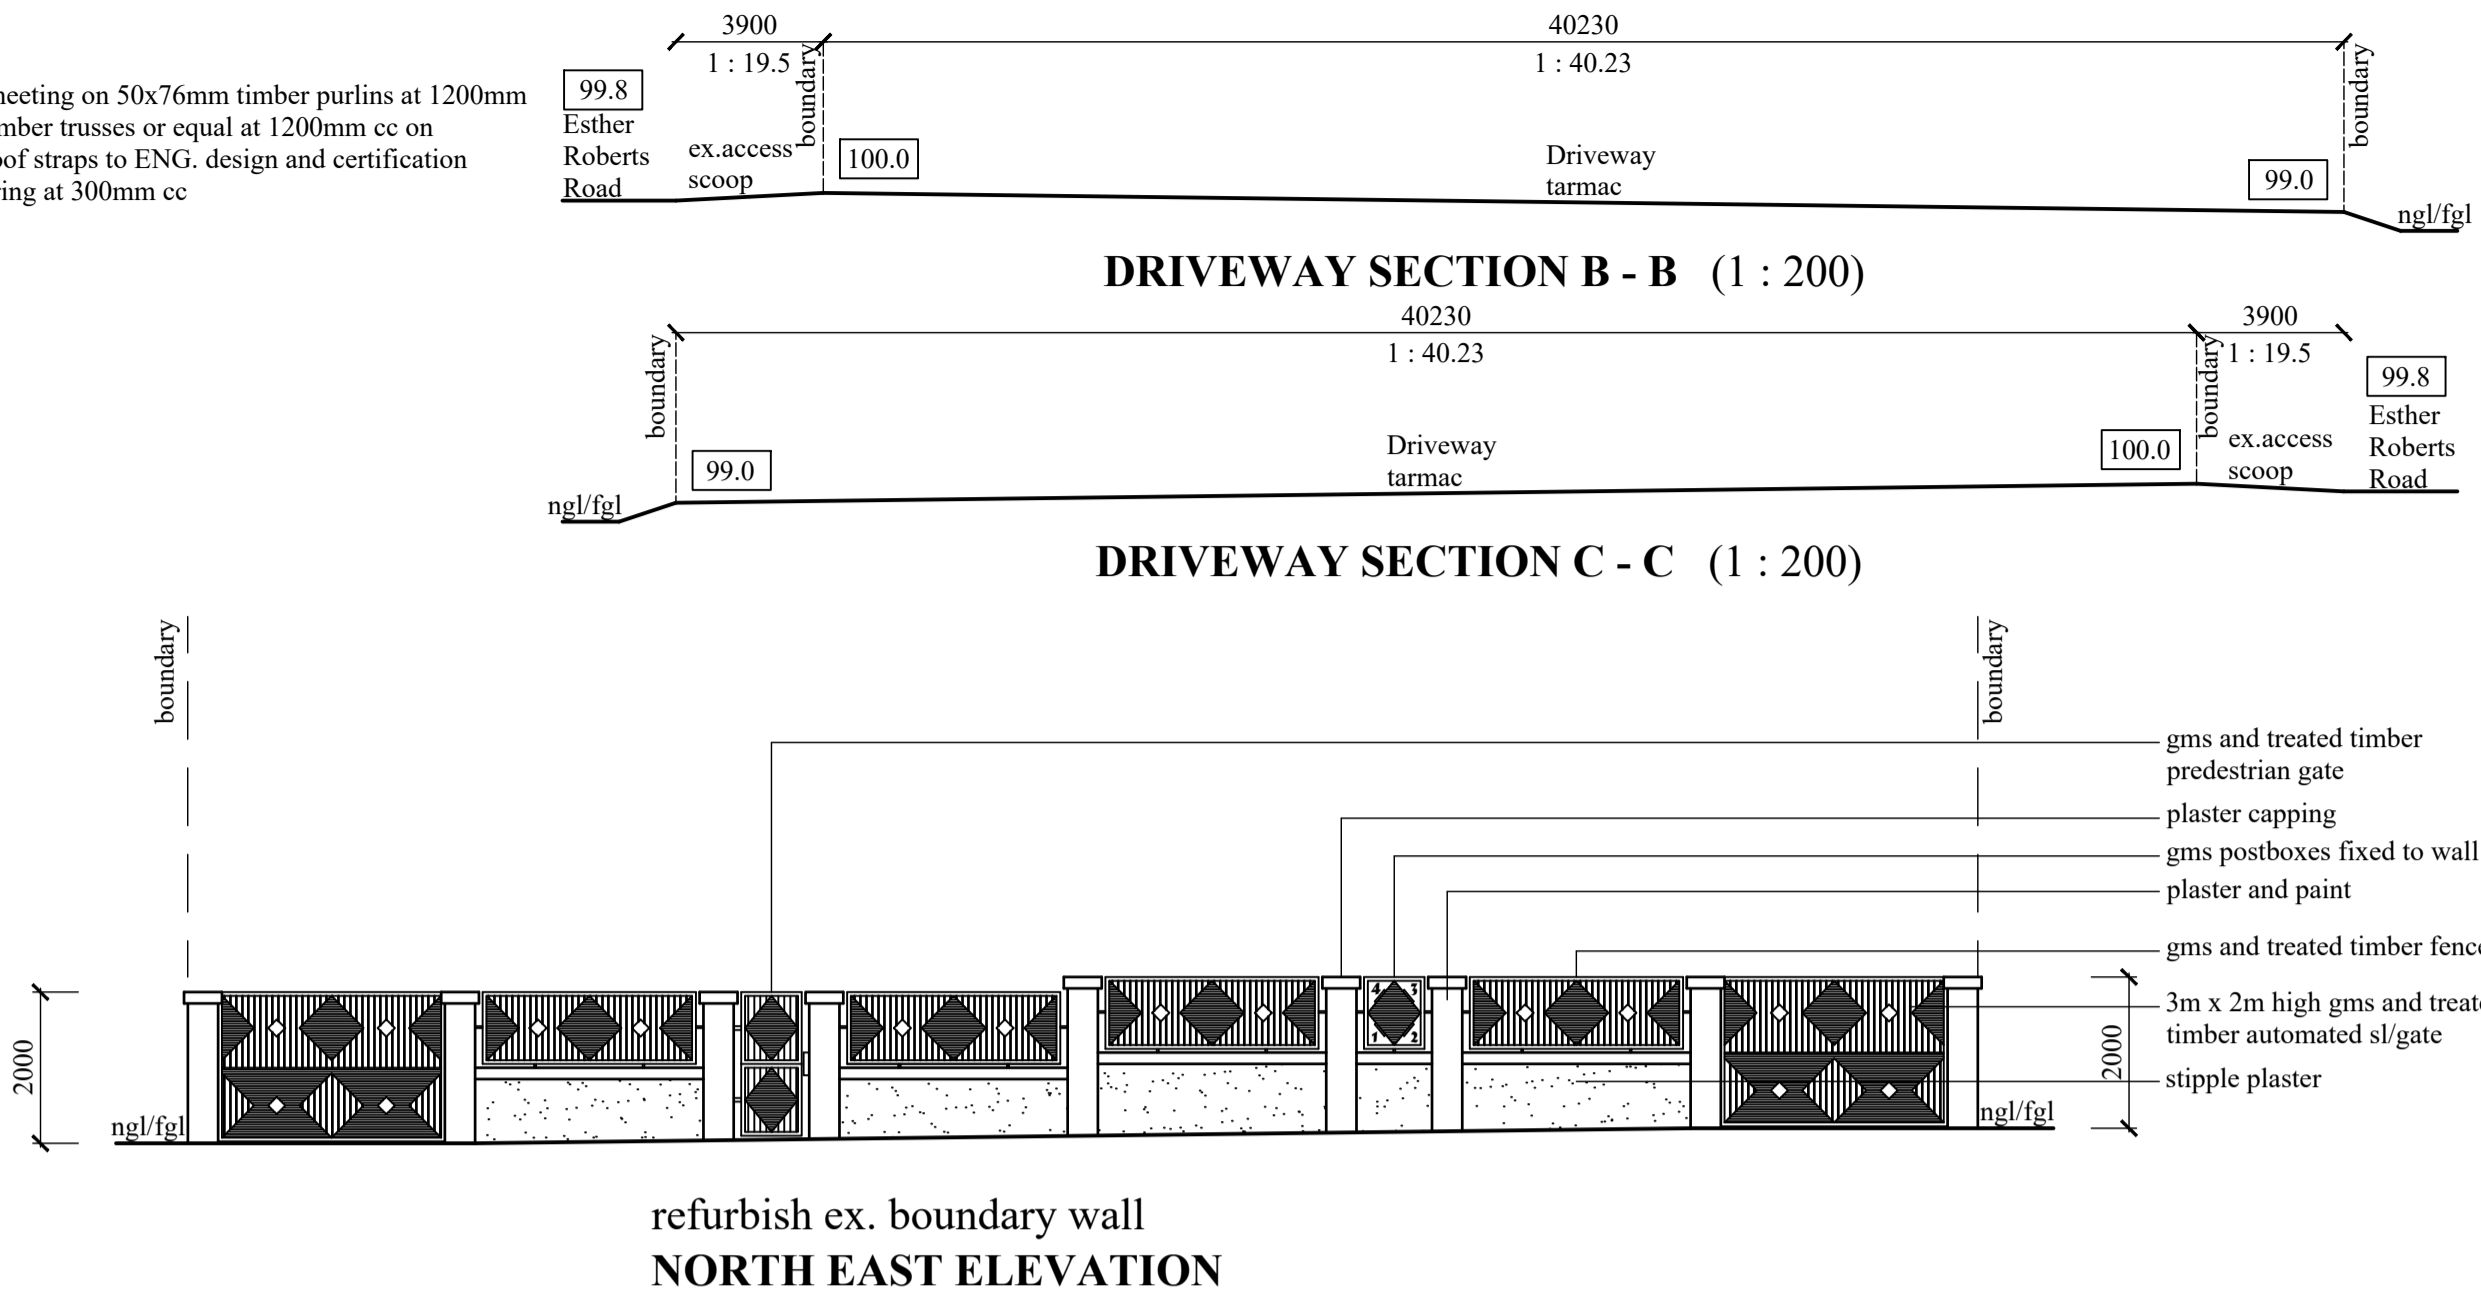 3900
40230
1 : 19.5
1 : 40.23
boundary
boundary
heeting on 50x76mm timber purlins at 1200mm
mber trusses or equal at 1200mm cc on
oof straps to ENG. design and certification
ring at 300mm cc
99.8
Esther
Roberts
Road
ex.access
scoop
100.0
Driveway
tarmac
99.0
ngl/fgl
DRIVEWAY SECTION B - B (1 : 200)
40230
3900
1 : 40.23
1 : 19.5
boundary
boundary
99.8
Esther
Roberts
Road
ex.access
scoop
100.0
Driveway
tarmac
99.0
ngl/fgl
DRIVEWAY SECTION C - C (1 : 200)
boundary
boundary
gms and treated timber
predestrian gate
plaster capping
gms postboxes fixed to wall
plaster and paint
gms and treated timber fence
3m x 2m high gms and treate
timber automated sl/gate
stipple plaster
4 3
1 2
2000
2000
ngl/fgl
ngl/fgl
refurbish ex. boundary wall
NORTH EAST ELEVATION